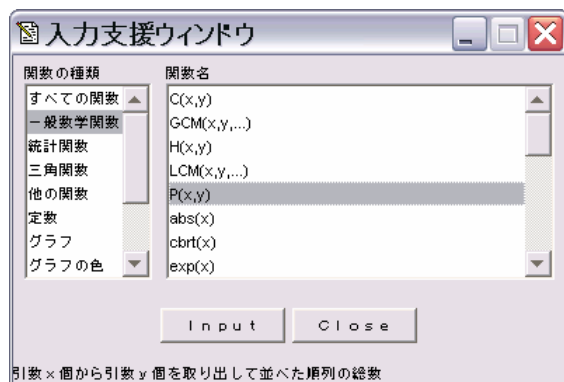 入力支援ウィンドウ
関数の種類
関数名
すべての関数
一般数学関数
統計関数
三角関数
他の関数
定数
グラフ
グラフの色
C(x,y)
GCM(x,y,...)
H(x,y)
LCM(x,y,...)
P(x,y)
abs(x)
cbrt(x)
exp(x)
Input
Close
引数x個から引数y個を取り出して並べた順列の総数